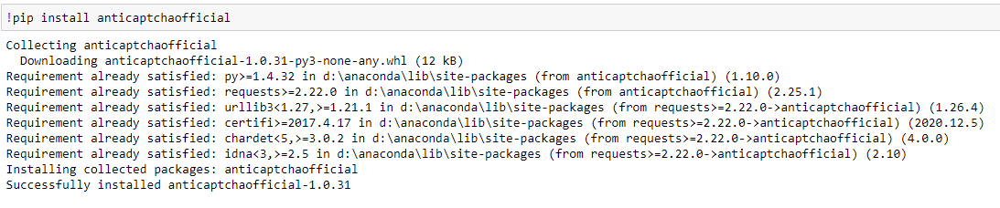 !pip install anticaptchaofficial
Collecting anticaptchaofficial
  Downloading anticaptchaofficial-1.0.31-py3-none-any.whl (12 kB)
Requirement already satisfied: py>=1.4.32 in d:\anaconda\lib\site-packages (from anticaptchaofficial) (1.10.0)
Requirement already satisfied: requests>=2.22.0 in d:\anaconda\lib\site-packages (from anticaptchaofficial) (2.25.1)
Requirement already satisfied: urllib3<1.27,>=1.21.1 in d:\anaconda\lib\site-packages (from requests>=2.22.0->anticaptchaofficial) (1.26.4)
Requirement already satisfied: certifi>=2017.4.17 in d:\anaconda\lib\site-packages (from requests>=2.22.0->anticaptchaofficial) (2020.12.5)
Requirement already satisfied: chardet<5,>=3.0.2 in d:\anaconda\lib\site-packages (from requests>=2.22.0->anticaptchaofficial) (4.0.0)
Requirement already satisfied: idna<3,>=2.5 in d:\anaconda\lib\site-packages (from requests>=2.22.0->anticaptchaofficial) (2.10)
Installing collected packages: anticaptchaofficial
Successfully installed anticaptchaofficial-1.0.31